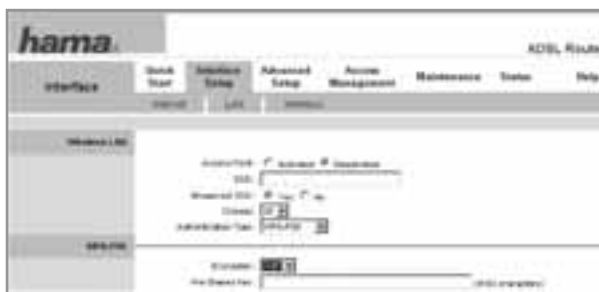 hama
ADSL Route
Interface
Quick Start
Interface Setup
Advanced Setup
Access Management
Maintenance
Status
Help
Internet
LAN
Wireless
Wireless LAN
Access Point: Activated Deactivated
SSID:
Broadcast SSID: Yes No
Channel:
Authentication Type: WPA-PSK
WPA-PSK
Encryption:
Pre-Shared Key: characters)